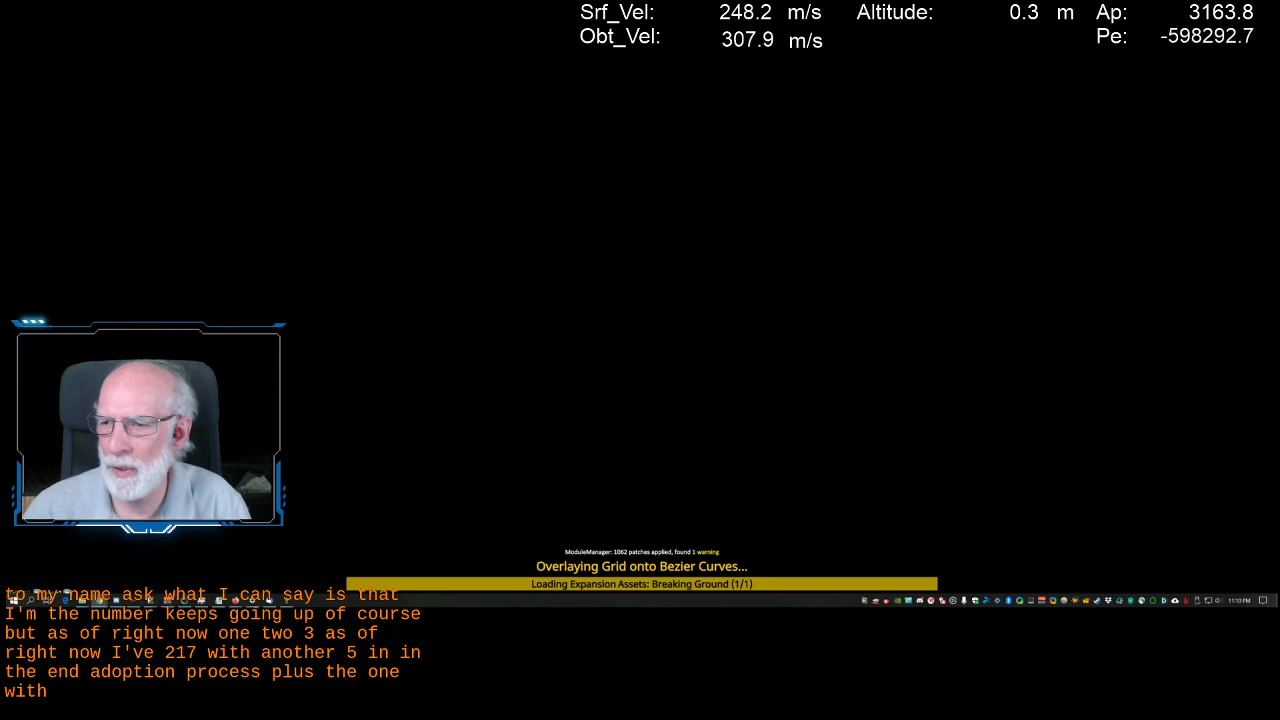 Srf_Vel: 248.2 m/s Altitude: 0.3 m Ap: 3163.8
Obt_Vel: 307.9 m/s Pe: -598292.7
ModuleManager: 1062 patches applied, found 1 warning
Overlaying Grid onto Bezier Curves...
Loading Expansion Assets: Breaking Ground (1/1)
11:10 PM
to my name ask what I can say is that
I'm the number keeps going up of course
but as of right now one two 3 as of
right now I've 217 with another 5 in in
the end adoption process plus the one
with